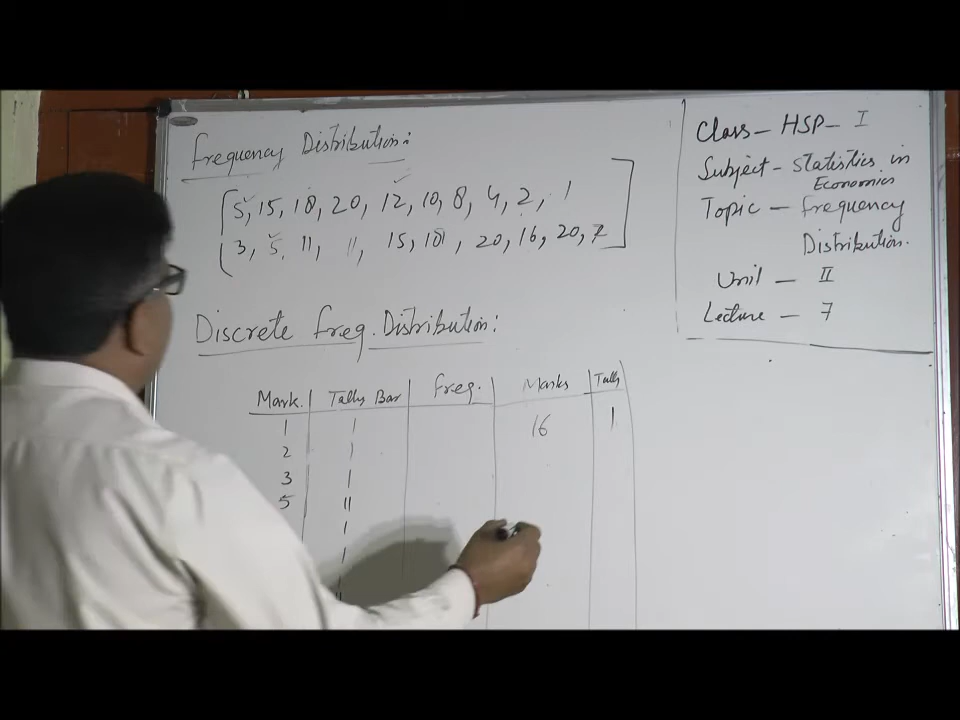 Frequency Distribution:
5, 15, 18, 20, 12, 10, 8, 4, 2, 1
3, 5, 11, 11, 15, 18, 20, 16, 20, 7
Discrete Freq. Distribution:
Mark. Tally Bar Freq. Marks Tally
1 | 16 |
2 |
3 |
5 ||
|
|
||
Class - HSP - I
Subject - Statistics in
Economics
Topic - Frequency
Distribution.
Unit - II
Lecture - 7